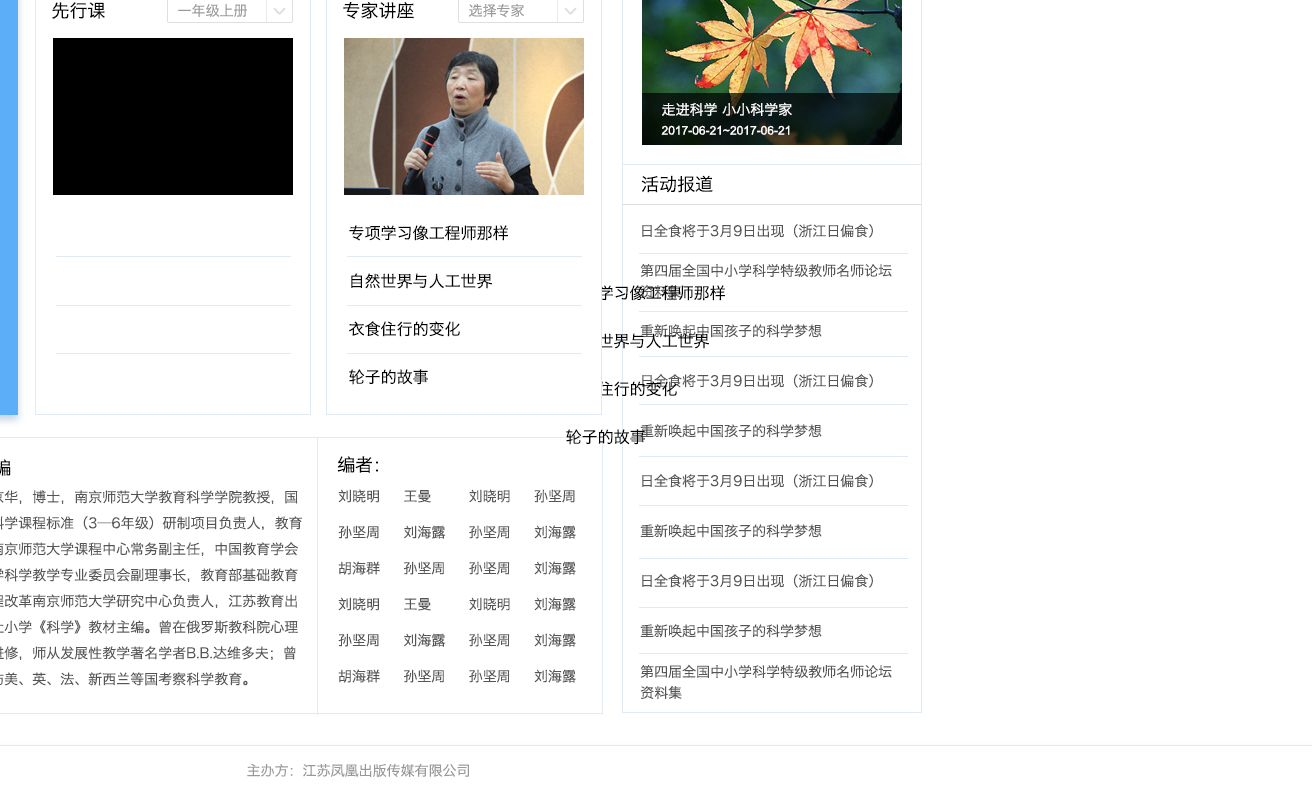 先行课
一年级上册
专家讲座
选择专家
走进科学 小小科学家
2017-06-21~2017-06-21
专项学习像工程师那样
自然世界与人工世界
衣食住行的变化
轮子的故事
活动报道
日全食将于3月9日出现（浙江日偏食）
第四届全国中小学科学特级教师名师论坛
学习像工程师那样
重新唤起中国孩子的科学梦想
世界与人工世界
日全食将于3月9日出现（浙江日偏食）
住行的变化
重新唤起中国孩子的科学梦想
轮子的故事
日全食将于3月9日出现（浙江日偏食）
重新唤起中国孩子的科学梦想
日全食将于3月9日出现（浙江日偏食）
重新唤起中国孩子的科学梦想
第四届全国中小学科学特级教师名师论坛
资料集
编
京华，博士，南京师范大学教育科学学院教授，国
科学课程标准（3—6年级）研制项目负责人，教育
南京师范大学课程中心常务副主任，中国教育学会
学科学教学专业委员会副理事长，教育部基础教育
程改革南京师范大学研究中心负责人，江苏教育出
社小学《科学》教材主编。曾在俄罗斯教科院心理
进修，师从发展性教学著名学者B.B.达维多夫；曾
访美、英、法、新西兰等国考察科学教育。
编者：
刘晓明 王曼 刘晓明 孙坚周
孙坚周 刘海露 孙坚周 刘海露
胡海群 孙坚周 孙坚周 刘海露
刘晓明 王曼 刘晓明 刘海露
孙坚周 刘海露 孙坚周 刘海露
胡海群 孙坚周 孙坚周 刘海露
主办方：江苏凤凰出版传媒有限公司